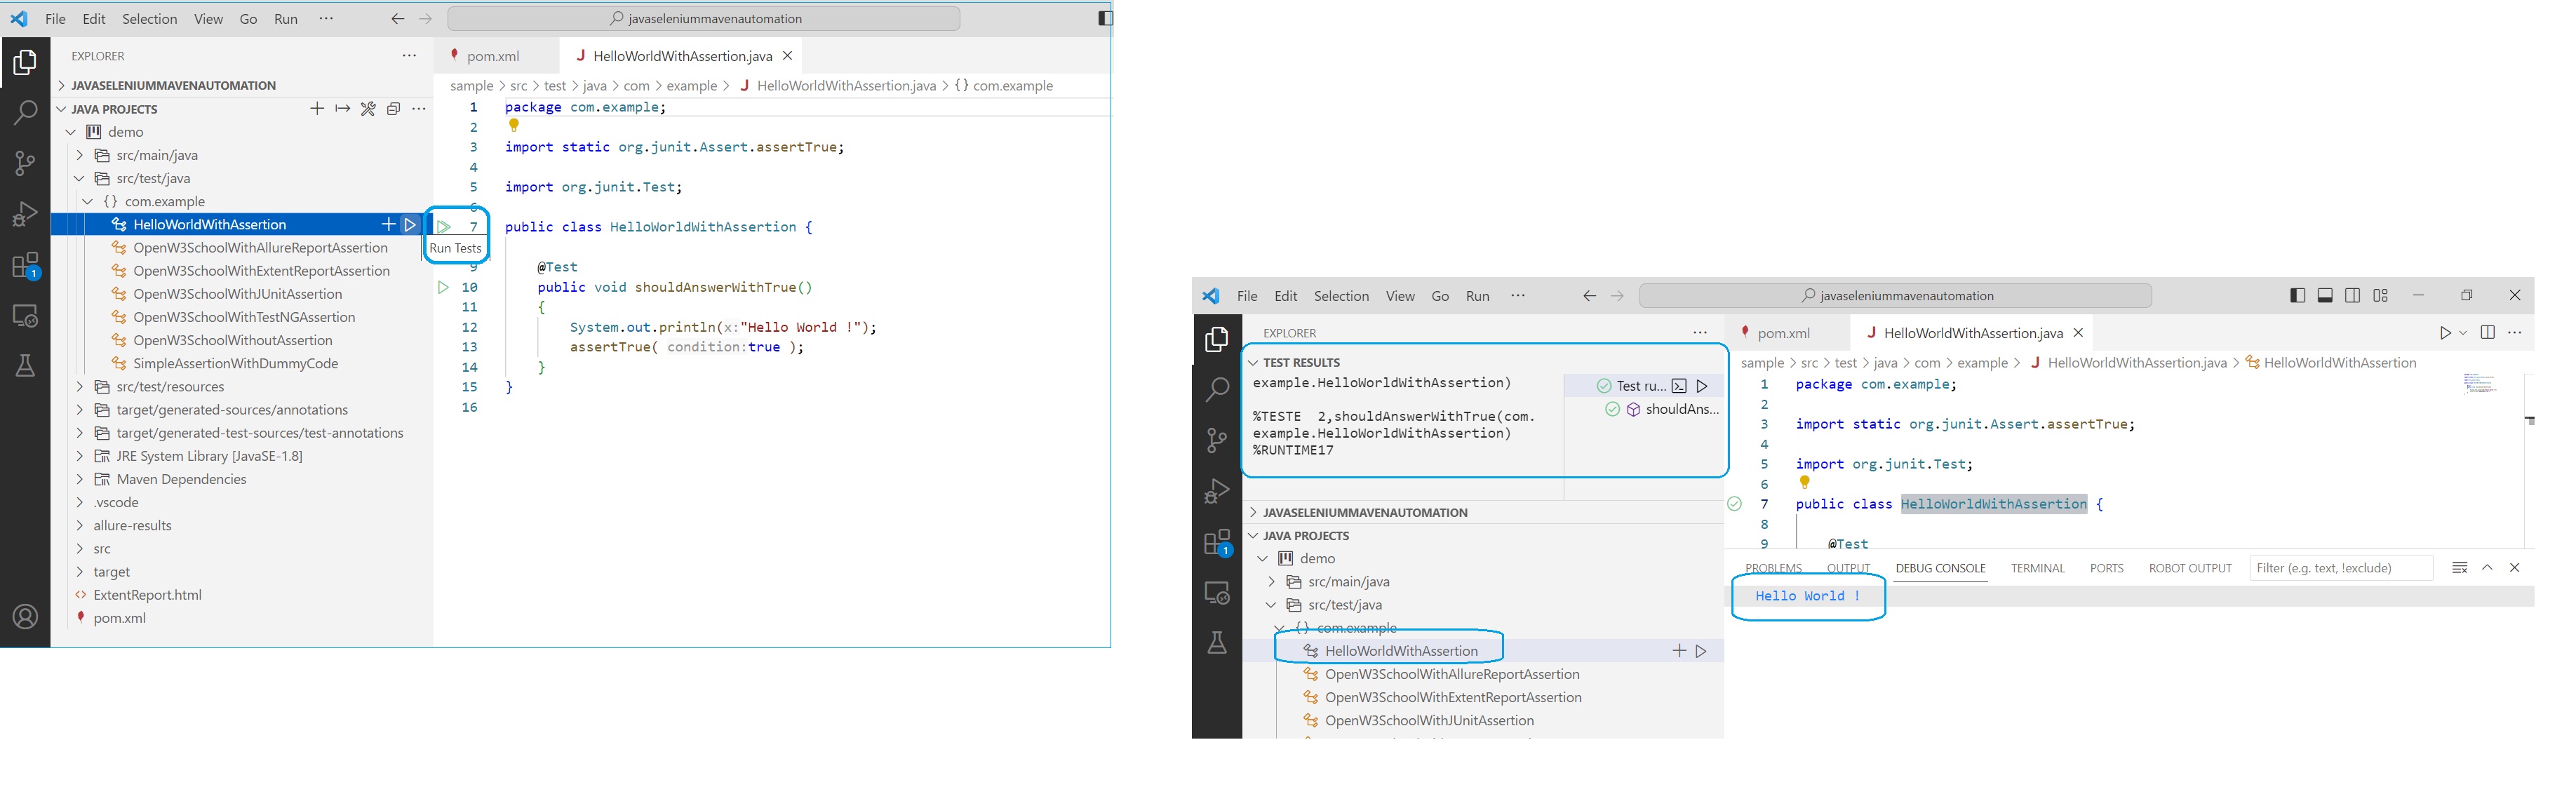 File Edit Selection View Go Run ··· javaseleniummavenautomation
EXPLORER ···
JAVASELENIUMMAVENAUTOMATION
JAVA PROJECTS
demo
src/main/java
src/test/java
{} com.example
HelloWorldWithAssertion
OpenW3SchoolWithAllureReportAssertion
OpenW3SchoolWithExtentReportAssertion
OpenW3SchoolWithJUnitAssertion
OpenW3SchoolWithTestNGAssertion
OpenW3SchoolWithoutAssertion
SimpleAssertionWithDummyCode
src/test/resources
target/generated-sources/annotations
target/generated-test-sources/test-annotations
JRE System Library [JavaSE-1.8]
Maven Dependencies
.vscode
allure-results
src
target
ExtentReport.html
pom.xml
1
pom.xml J HelloWorldWithAssertion.java
sample > src > test > java > com > example > J HelloWorldWithAssertion.java > {} com.example
1 package com.example;
2
3 import static org.junit.Assert.assertTrue;
4
5 import org.junit.Test;
6
7 public class HelloWorldWithAssertion {
Run Tests
9 @Test
10 public void shouldAnswerWithTrue()
11 {
12 System.out.println(x:"Hello World !");
13 assertTrue( condition:true );
14 }
15 }
16
File Edit Selection View Go Run ··· javaseleniummavenautomation
EXPLORER ···
TEST RESULTS
example.HelloWorldWithAssertion)
%TESTE 2,shouldAnswerWithTrue(com.
example.HelloWorldWithAssertion)
%RUNTIME17
Test ru...
shouldAns...
JAVASELENIUMMAVENAUTOMATION
JAVA PROJECTS
demo
src/main/java
src/test/java
{} com.example
HelloWorldWithAssertion
OpenW3SchoolWithAllureReportAssertion
OpenW3SchoolWithExtentReportAssertion
OpenW3SchoolWithJUnitAssertion
1
pom.xml J HelloWorldWithAssertion.java
sample > src > test > java > com > example > J HelloWorldWithAssertion.java > HelloWorldWithAssertion
1 package com.example;
2
3 import static org.junit.Assert.assertTrue;
4
5 import org.junit.Test;
6
7 public class HelloWorldWithAssertion {
8
9 @Test
PROBLEMS OUTPUT DEBUG CONSOLE TERMINAL PORTS ROBOT OUTPUT Filter (e.g. text, !exclude)
Hello World !